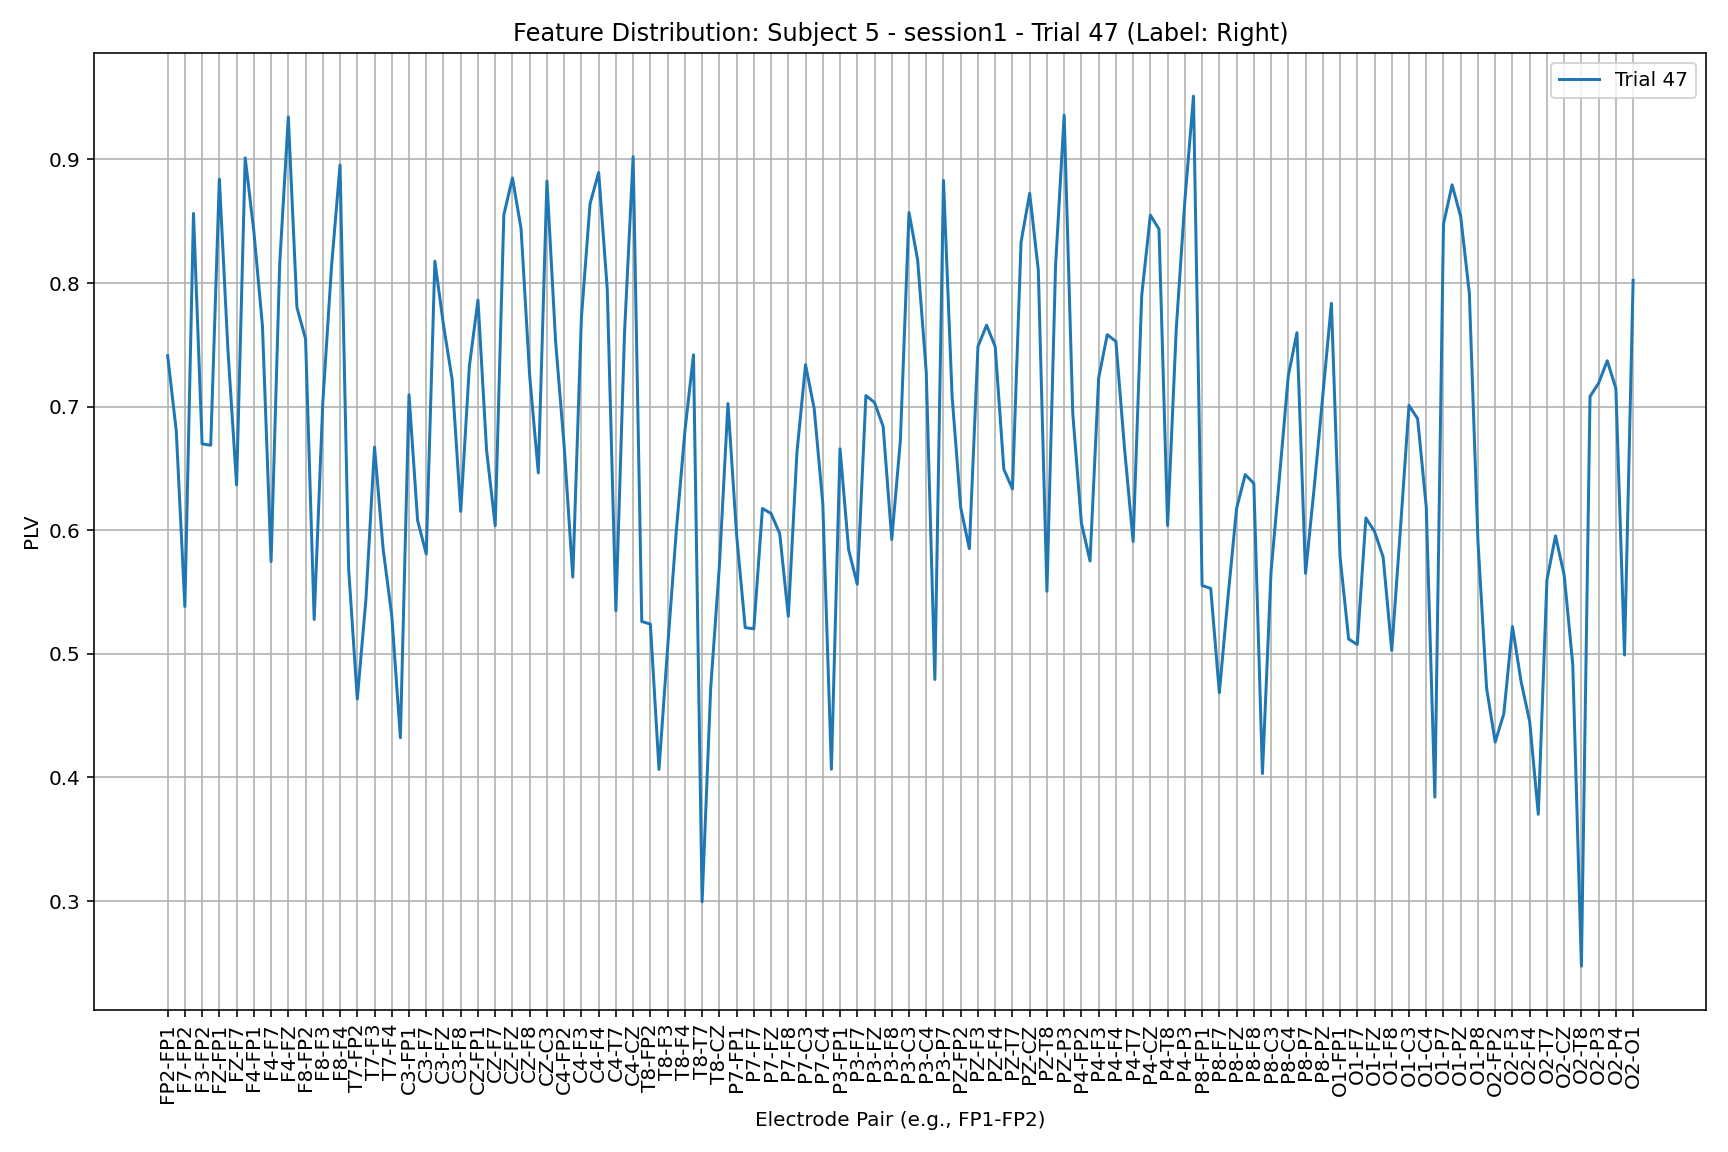 Feature Distribution: Subject 5 - session1 - Trial 47 (Label: Right)
Trial 47
PLV
0.9
0.8
0.7
0.6
0.5
0.4
0.3
FP2-FP1
F7-FP2
F3-FP2
FZ-FP1
FZ-F7
F4-FP1
F4-F7
F4-FZ
F8-FP2
F8-F3
F8-F4
T7-FP2
T7-F3
T7-F4
C3-FP1
C3-F7
C3-FZ
C3-F8
CZ-FP1
CZ-F7
CZ-FZ
CZ-F8
CZ-C3
C4-FP2
C4-F3
C4-F4
C4-T7
C4-CZ
T8-FP2
T8-F3
T8-F4
T8-T7
T8-CZ
P7-FP1
P7-F7
P7-FZ
P7-F8
P7-C3
P7-C4
P3-FP1
P3-F7
P3-FZ
P3-F8
P3-C3
P3-C4
P3-P7
PZ-FP2
PZ-F3
PZ-F4
PZ-T7
PZ-CZ
PZ-T8
PZ-P3
P4-FP2
P4-F3
P4-F4
P4-T7
P4-CZ
P4-T8
P4-P3
P8-FP1
P8-F7
P8-FZ
P8-F8
P8-C3
P8-C4
P8-P7
P8-PZ
O1-FP1
O1-F7
O1-FZ
O1-F8
O1-C3
O1-C4
O1-P7
O1-PZ
O1-P8
O2-FP2
O2-F3
O2-F4
O2-T7
O2-CZ
O2-T8
O2-P3
O2-P4
O2-O1
Electrode Pair (e.g., FP1-FP2)